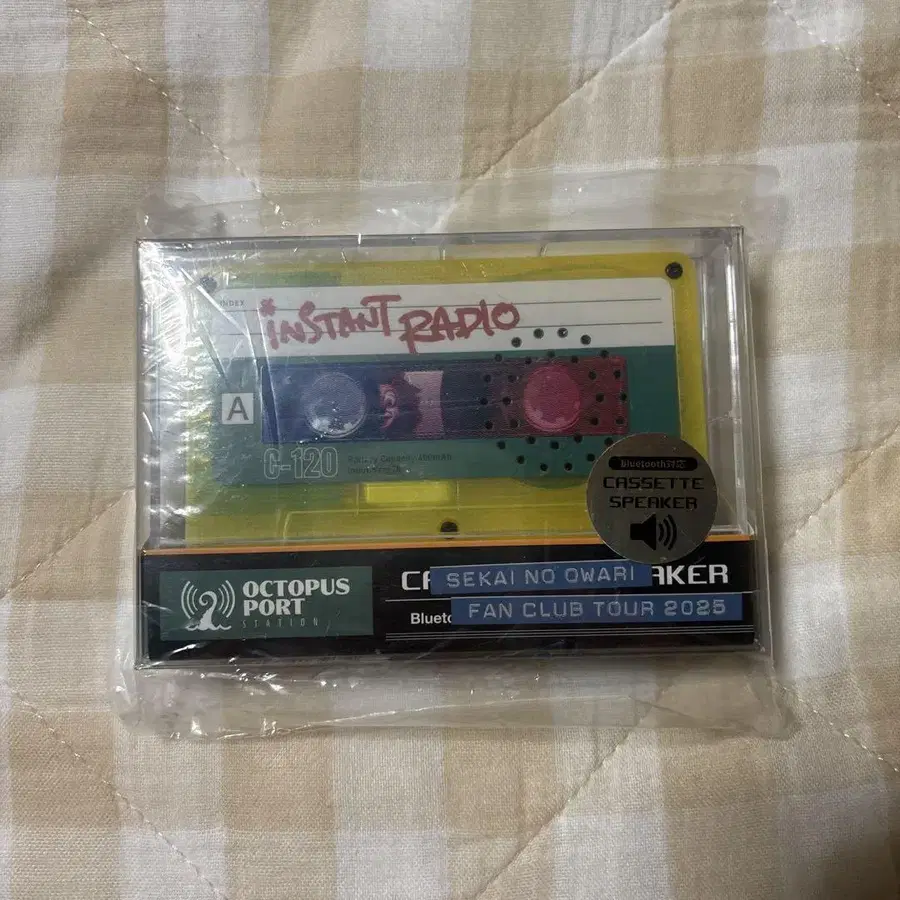 INDEX
INSTANT RADIO
A
C-120
Bluetooth対応
CASSETTE
SPEAKER
OCTOPUS
PORT
STATION
SEKAI NO OWARI
AKER
FAN CLUB TOUR 2025